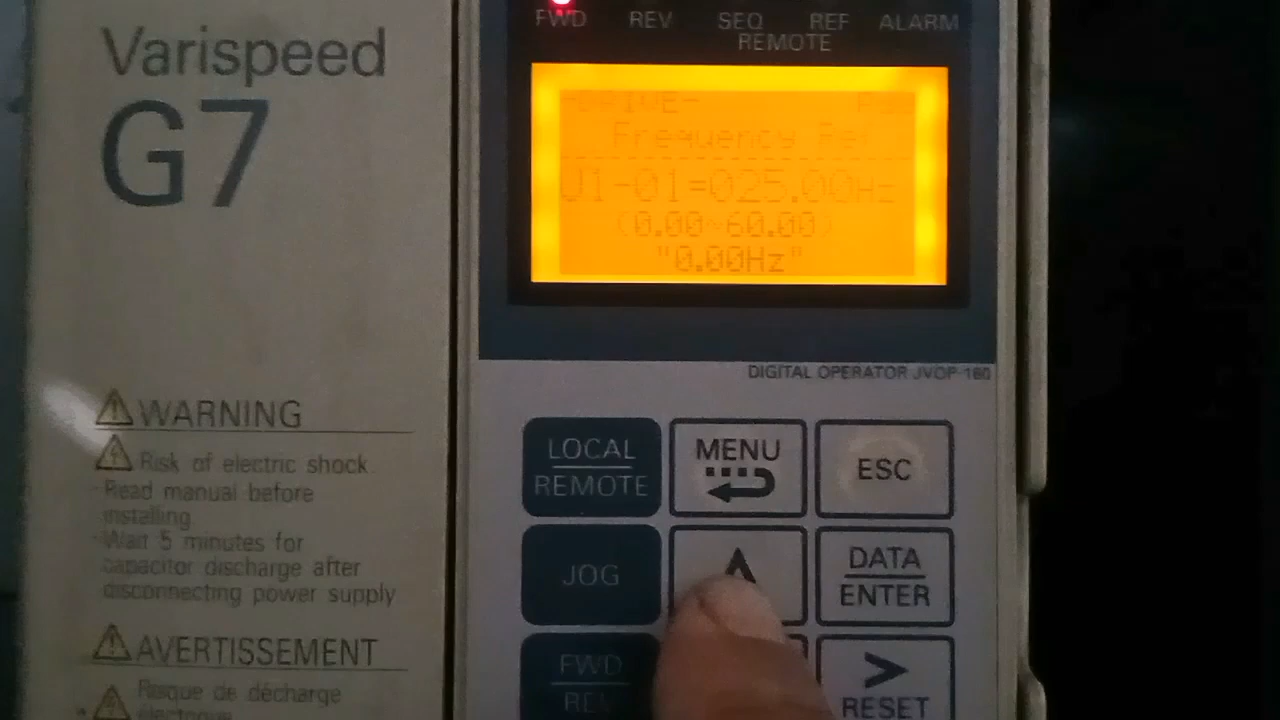 Varispeed
G7
FWD REV SEQ REF ALARM
REMOTE
Frequency Ref
U1-01=025.00Hz
(0.00~60.00)
"0.00Hz"
DIGITAL OPERATOR JVOP-160
LOCAL
REMOTE
MENU
ESC
JOG
DATA
ENTER
FWD
REV
>
RESET
WARNING
Risk of electric shock.
- Read manual before
installing.
- Wait 5 minutes for
capacitor discharge after
disconnecting power supply
AVERTISSEMENT
Risque de décharge
électrique